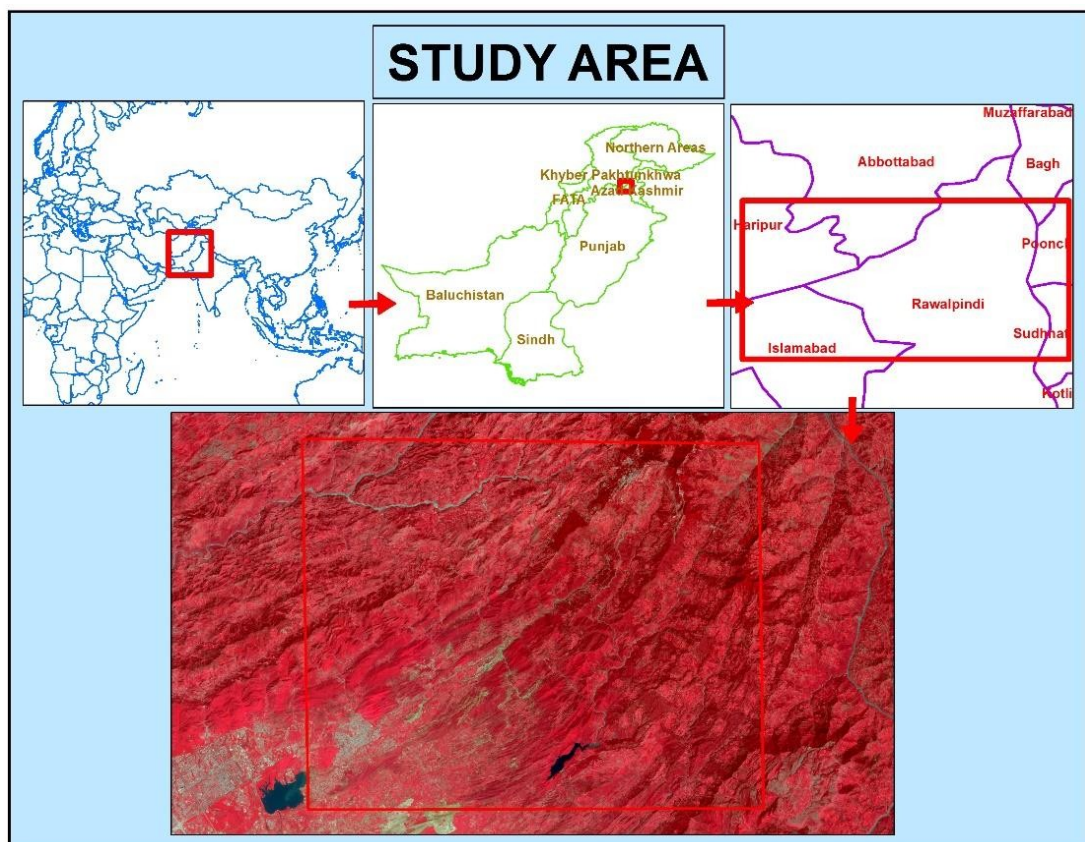 STUDY AREA
Northern Areas
Khyber Pakhtunkhwa
Azad Kashmir
FATA
Punjab
Baluchistan
Sindh
Muzaffarabad
Abbottabad
Bagh
Haripur
Poonch
Rawalpindi
Sudhnat
Islamabad
Kotli